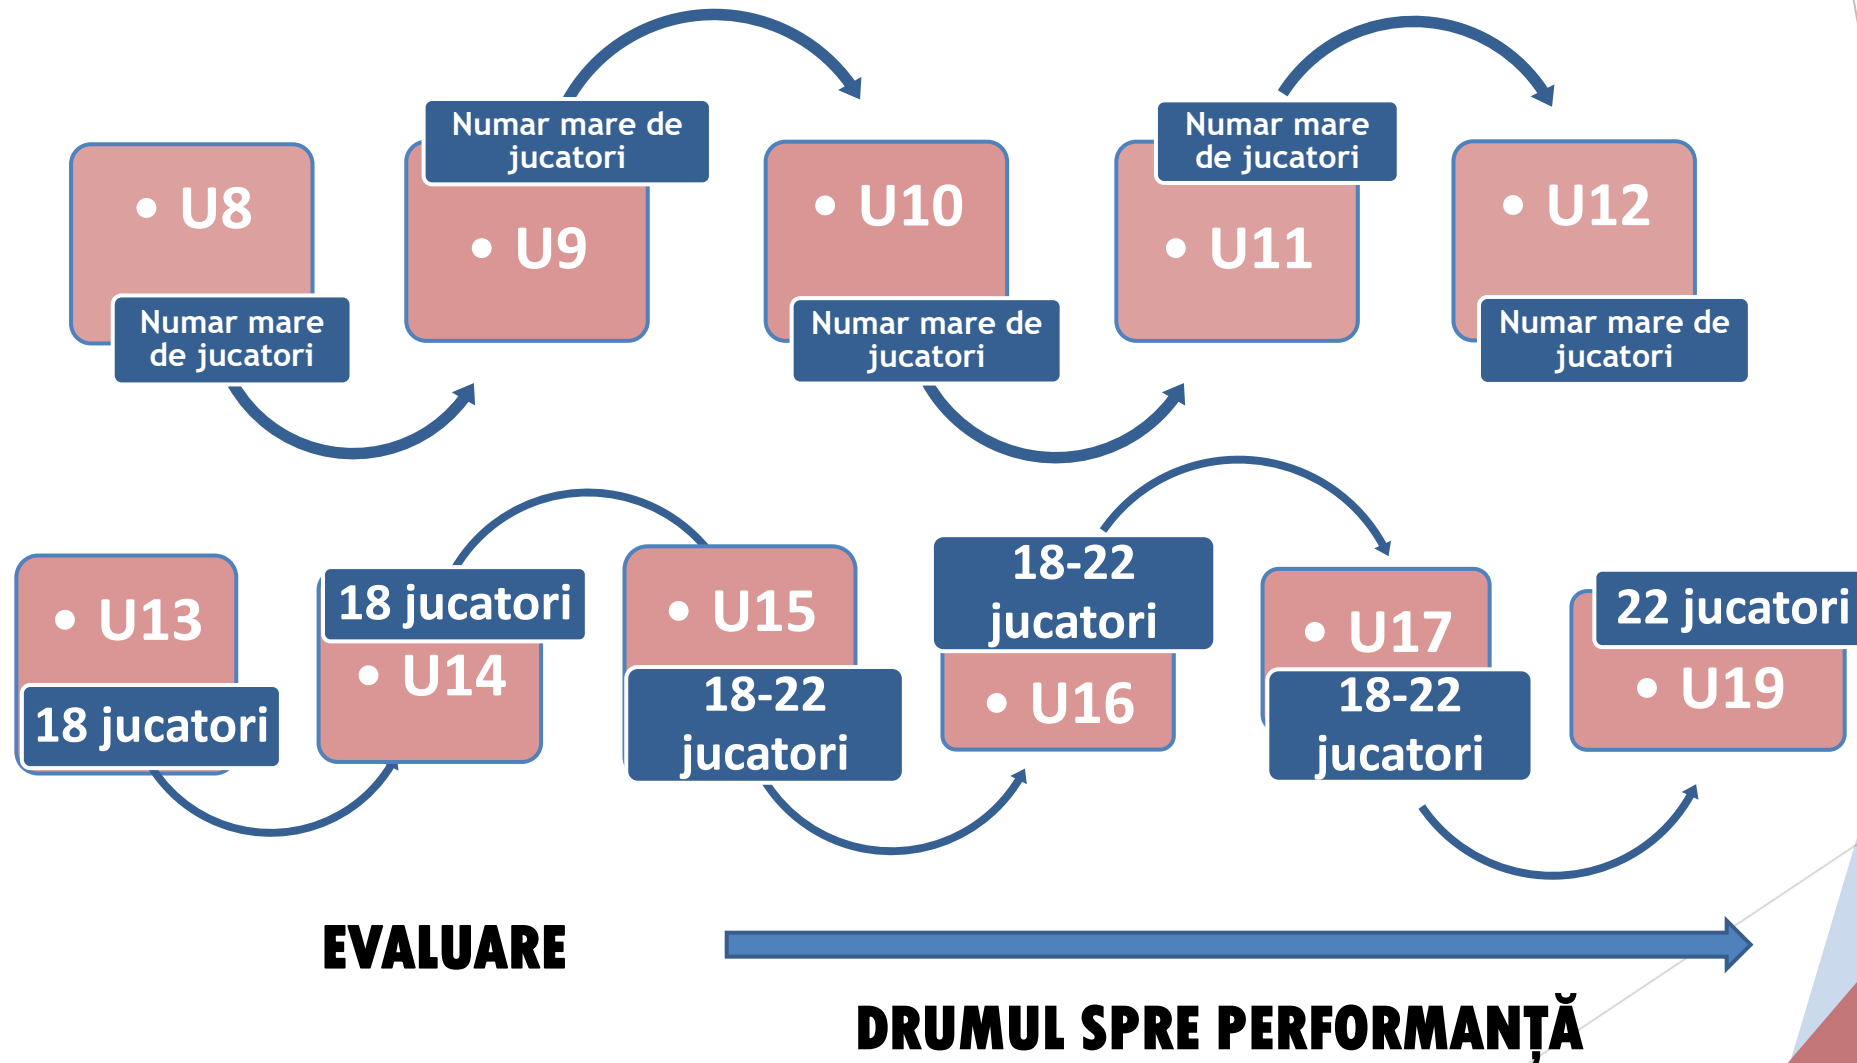 • U8
Numar mare
de jucatori
Numar mare de
jucatori
• U9
• U10
Numar mare de
jucatori
Numar mare
de jucatori
• U11
• U12
Numar mare de
jucatori
• U13
18 jucatori
18 jucatori
• U14
• U15
18-22
jucatori
18-22
jucatori
• U16
• U17
18-22
jucatori
22 jucatori
• U19
EVALUARE
DRUMUL SPRE PERFORMANȚĂ